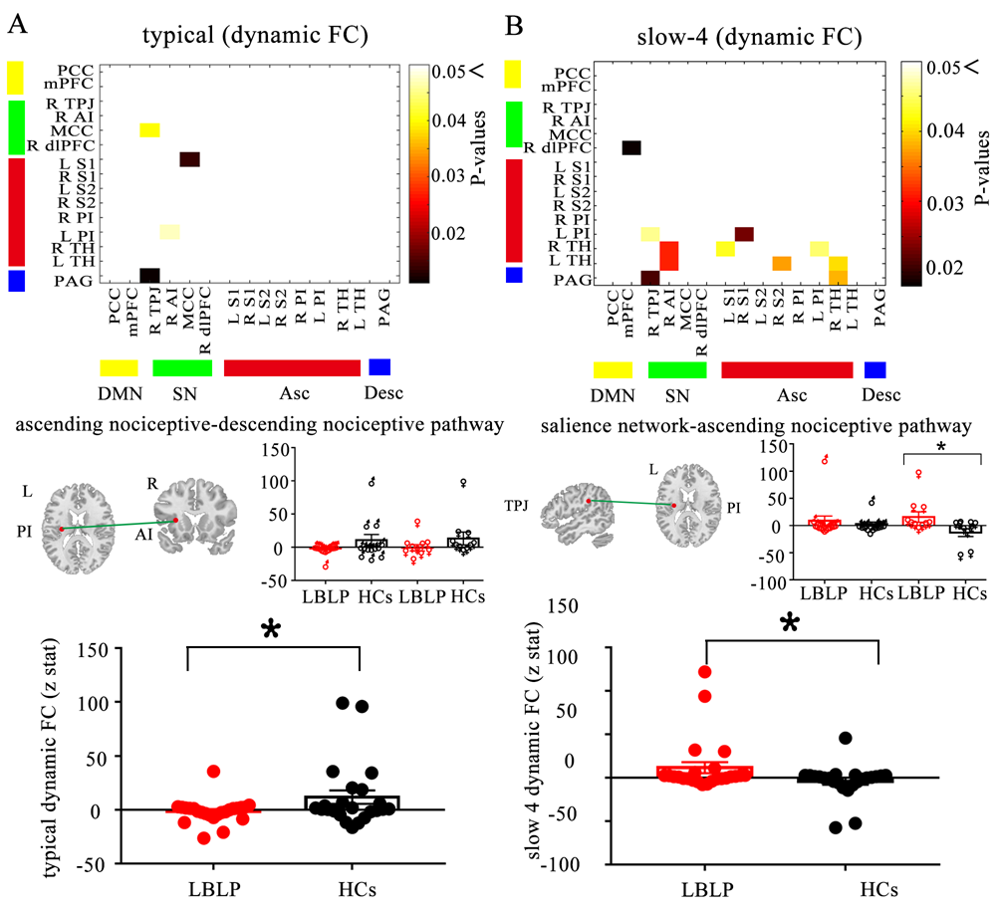 A
typical (dynamic FC)
PCC
mPFC
R TPJ
R AI
MCC
R dlPFC
L S1
R S1
L S2
R S2
R PI
L PI
R TH
L TH
PAG
0.05 <
0.04
0.03
0.02
P-values
PCC
mPFC
R TPJ
R AI
MCC
R dlPFC
L S1
R S1
L S2
R S2
R PI
L PI
R TH
L TH
PAG
DMN
SN
Asc
Desc
ascending nociceptive-descending nociceptive pathway
L
PI
R
AI
150
100
50
0
-50
LBLP
HCs
LBLP
HCs
*
typical dynamic FC (z stat)
150
100
50
0
-50
LBLP
HCs
B
slow-4 (dynamic FC)
PCC
mPFC
R TPJ
R AI
MCC
R dlPFC
L S1
R S1
L S2
R S2
R PI
L PI
R TH
L TH
PAG
0.05 <
0.04
0.03
0.02
P-values
PCC
mPFC
R TPJ
R AI
MCC
R dlPFC
L S1
R S1
L S2
R S2
R PI
L PI
R TH
L TH
PAG
DMN
SN
Asc
Desc
salience network-ascending nociceptive pathway
TPJ
L
PI
150
100
50
0
-50
-100
*
LBLP
HCs
LBLP
HCs
*
slow 4 dynamic FC (z stat)
150
100
50
0
-50
-100
LBLP
HCs